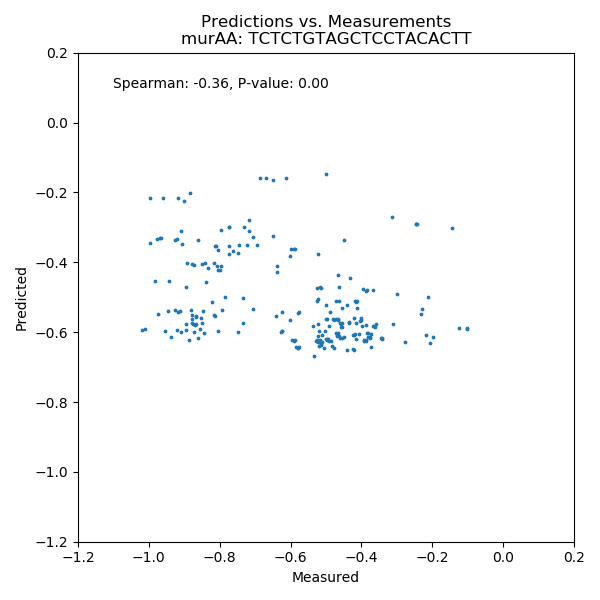 Predictions vs. Measurements
murAA: TCTCTGTAGCTCCTACACTT
Spearman: -0.36, P-value: 0.00
0.2
0.0
−0.2
−0.4
−0.6
−0.8
−1.0
−1.2
Predicted
−1.2 −1.0 −0.8 −0.6 −0.4 −0.2 0.0 0.2
Measured